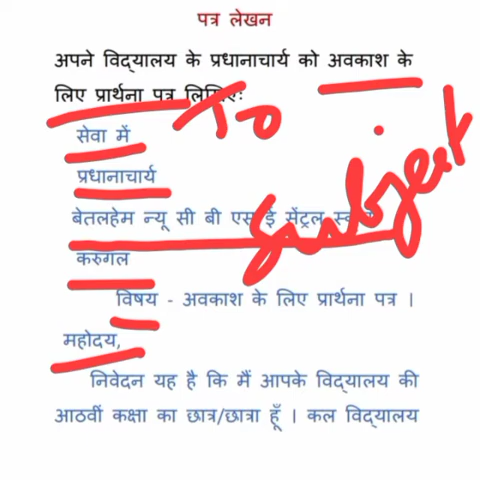 पत्र लेखन
अपने विद्यालय के प्रधानाचार्य को अवकाश के
लिए प्रार्थना पत्र लिखिए:
To
सेवा में
प्रधानाचार्य
Subject
बेतलहेम न्यू सी बी एस ई सेंट्रल
करुगल
विषय - अवकाश के लिए प्रार्थना पत्र ।
महोदय,
निवेदन यह है कि मैं आपके विद्यालय की
आठवीं कक्षा का छात्र/छात्रा हूँ । कल विद्यालय